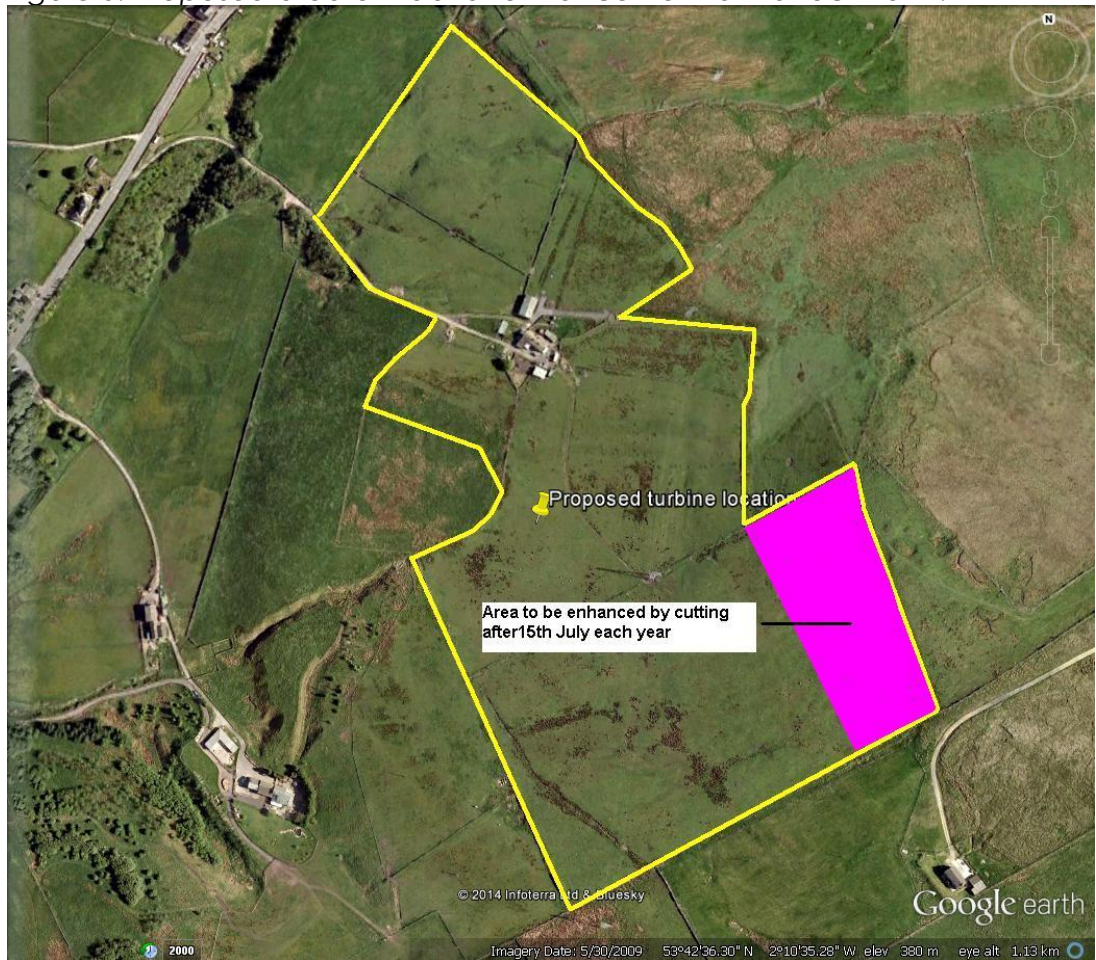 N
Proposed turbine location
Area to be enhanced by cutting
after15th July each year
© 2014 Infoterra Ltd & Bluesky
Google earth
2000
Imagery Date: 5/30/2009 53°42'36.30" N 2°10'35.28" W elev 380 m eye alt 1.13 km